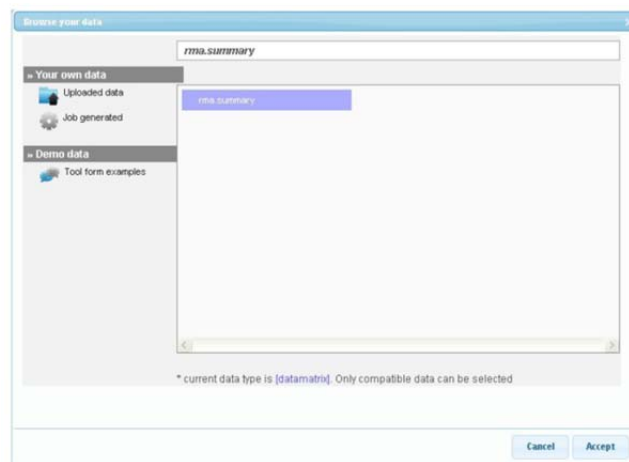 Browse your data
rma.summary
» Your own data
Uploaded data
Job generated
» Demo data
Tool form examples
rma.summary
* current data type is [datamatrix]. Only compatible data can be selected
Cancel
Accept